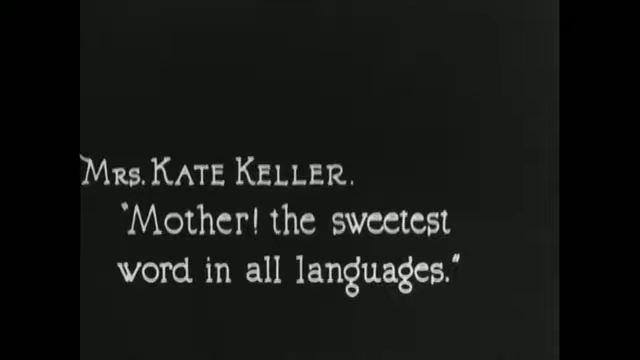 Mrs. Kate Keller.
"Mother! the sweetest
word in all languages."